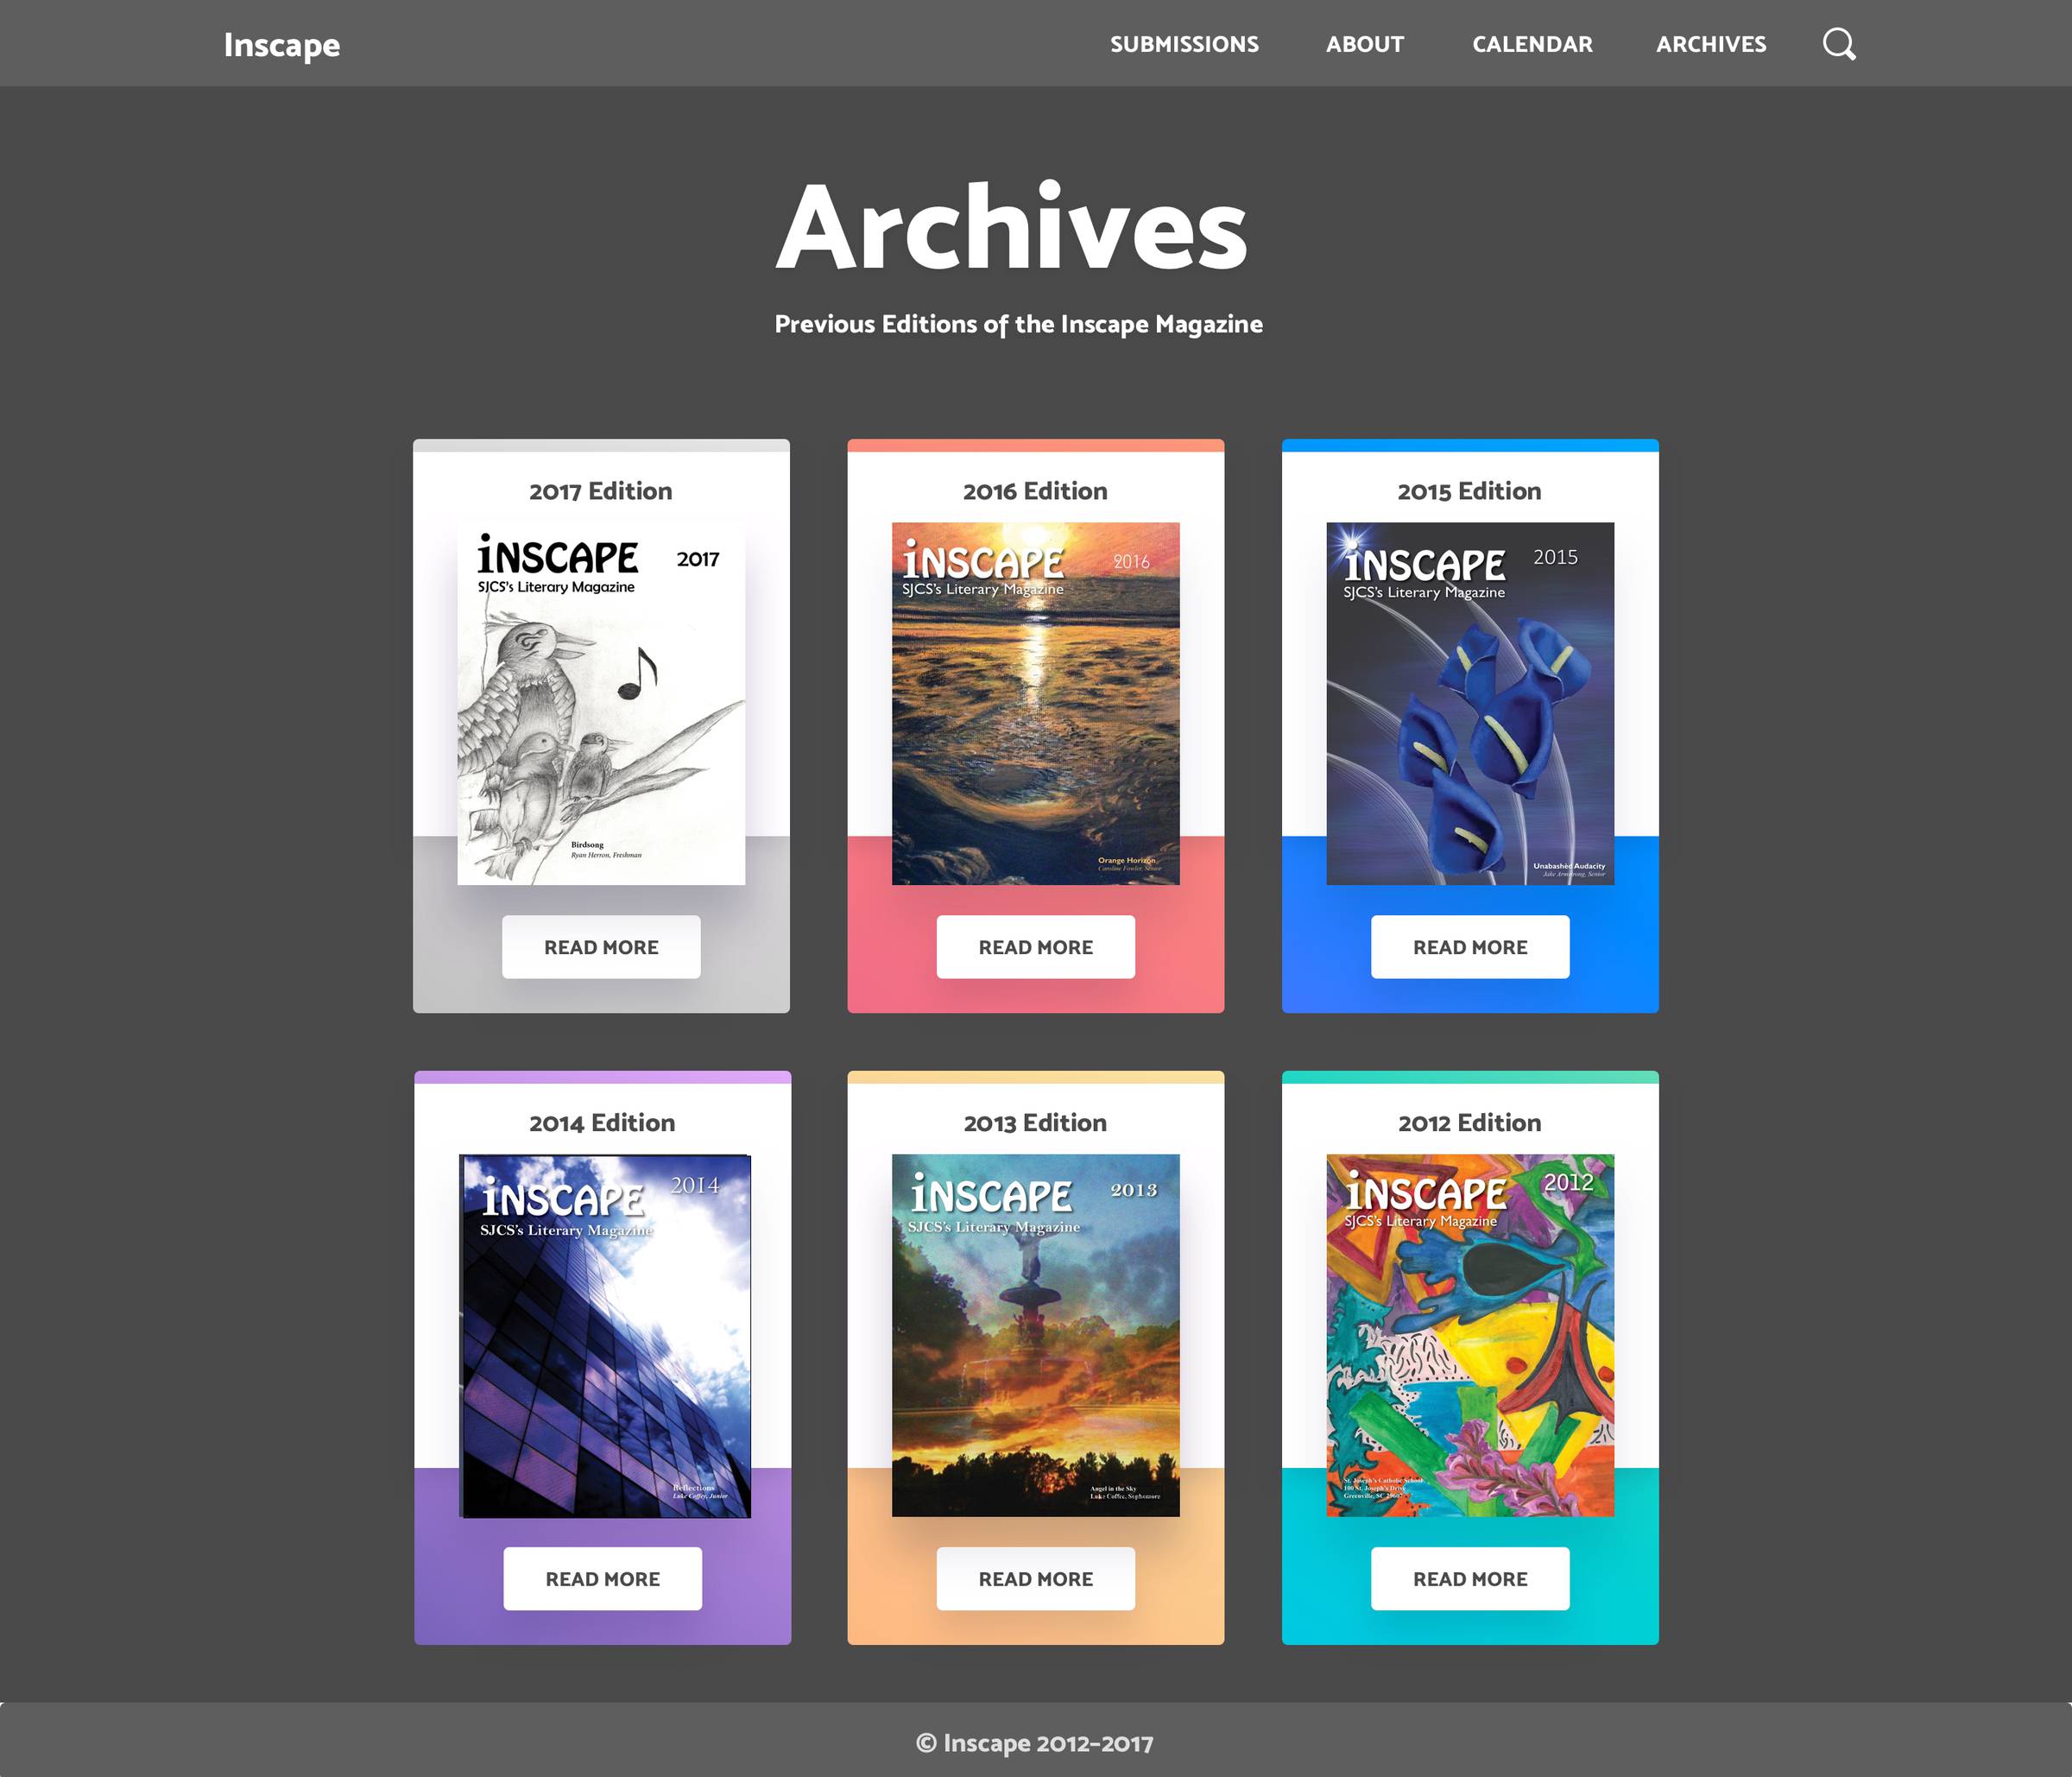 Inscape
SUBMISSIONS
ABOUT
CALENDAR
ARCHIVES
Archives
Previous Editions of the Inscape Magazine
2017 Edition
iNSCAPE
2017
SJCS's Literary Magazine
Birdsong
Ryan Herron, Freshman
READ MORE
2016 Edition
iNSCAPE
2016
SJCS's Literary Magazine
Orange Horizon
Caroline Fowler, Senior
READ MORE
2015 Edition
iNSCAPE
2015
SJCS's Literary Magazine
Unabashed Audacity
Jake Armstrong, Senior
READ MORE
2014 Edition
iNSCAPE
2014
SJCS's Literary Magazine
Reflections
Luke Coffey, Junior
READ MORE
2013 Edition
iNSCAPE
2013
SJCS's Literary Magazine
Angel in the Sky
Luke Coffee, Sophomore
READ MORE
2012 Edition
iNSCAPE
2012
SJCS's Literary Magazine
St. Joseph's Catholic School
100 St. Joseph's Drive
Greenville, SC
READ MORE
© Inscape 2012–2017